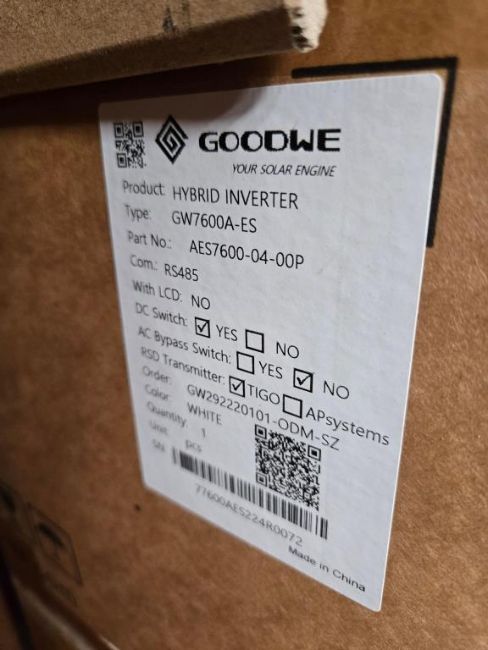 GOODWE
YOUR SOLAR ENGINE
Product: HYBRID INVERTER
Type: GW7600A-ES
Part No.: AES7600-04-00P
Com.: RS485
With LCD: NO
DC Switch: ☑ YES ☐ NO
AC Bypass Switch: ☐ YES ☑ NO
RSD Transmitter: ☑ TIGO ☐ APsystems
Order: GW292220101-ODM-SZ
Color: WHITE
Quantity: 1
Unit: pcs
SN
77600AES224R0072
Made in China